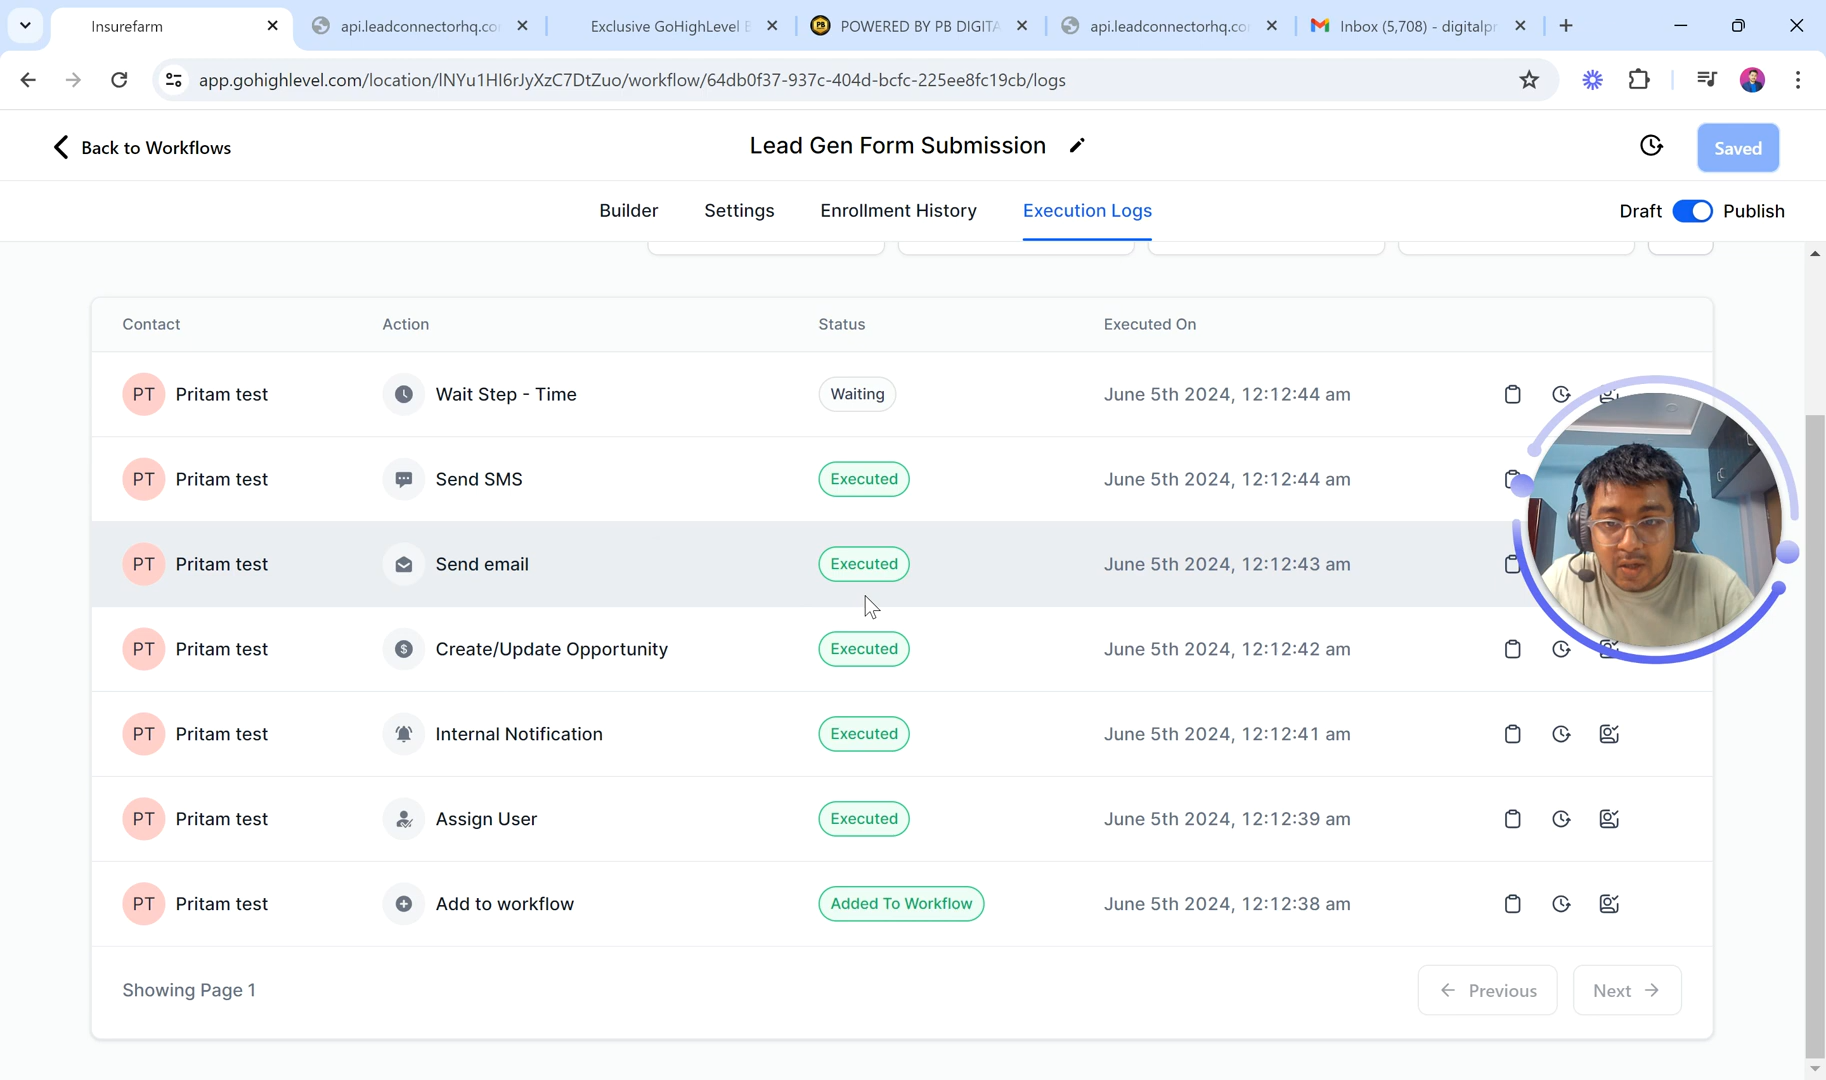 Insurefarm
api.leadconnectorhq.co
Exclusive GoHighLevel
PB
POWERED BY PB DIGITA
api.leadconnectorhq.co
Inbox (5,708) - digitalpr
app.gohighlevel.com/location/lNYu1HI6rJyXzC7DtZuo/workflow/64db0f37-937c-404d-bcfc-225ee8fc19cb/logs
Back to Workflows
Lead Gen Form Submission
Saved
Builder
Settings
Enrollment History
Execution Logs
Draft
Publish
Contact Action Status Executed On
PT Pritam test Wait Step - Time Waiting June 5th 2024, 12:12:44 am
PT Pritam test Send SMS Executed June 5th 2024, 12:12:44 am
PT Pritam test Send email Executed June 5th 2024, 12:12:43 am
PT Pritam test Create/Update Opportunity Executed June 5th 2024, 12:12:42 am
PT Pritam test Internal Notification Executed June 5th 2024, 12:12:41 am
PT Pritam test Assign User Executed June 5th 2024, 12:12:39 am
PT Pritam test Add to workflow Added To Workflow June 5th 2024, 12:12:38 am
Showing Page 1
Previous
Next